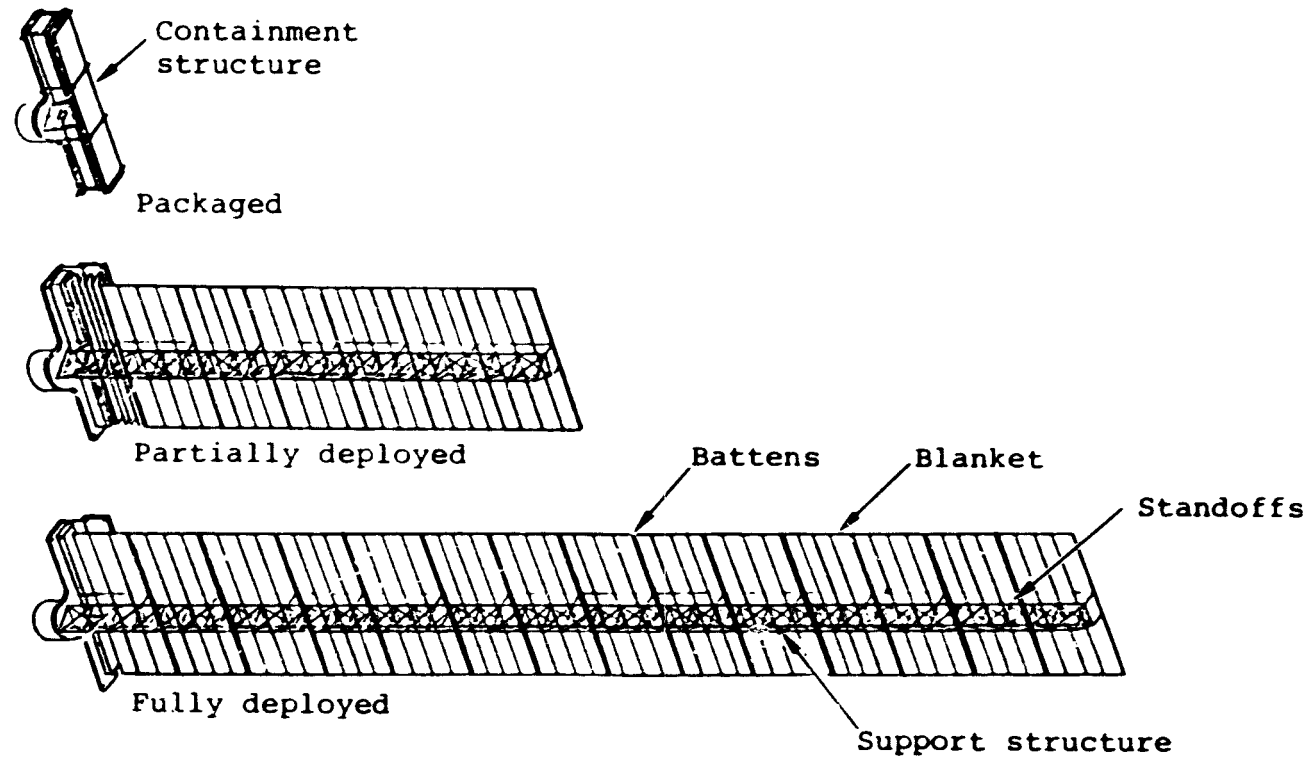 Containment
structure
Packaged
Partially deployed
Battens
Blanket
Standoffs
Fully deployed
Support structure